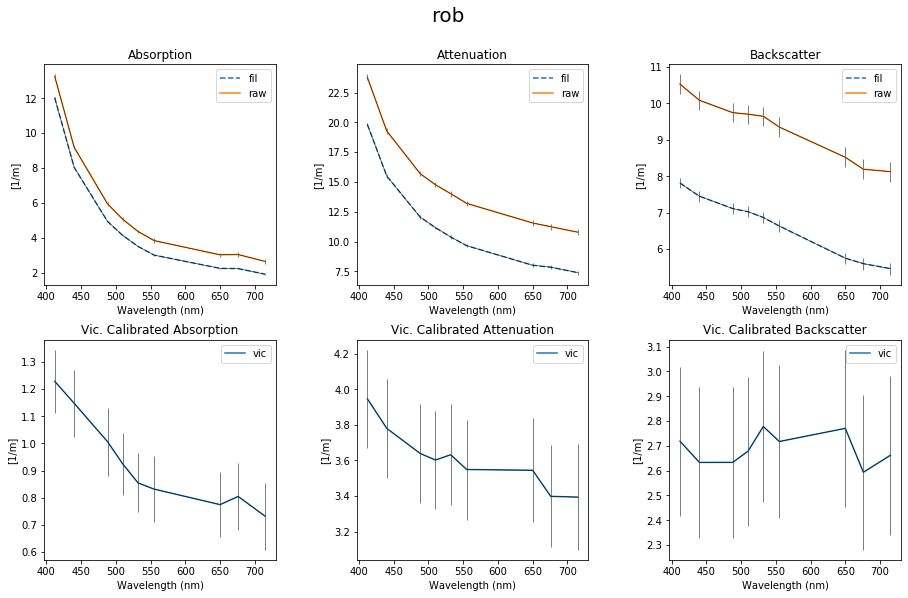 rob
Absorption
fil
raw
[1/m]
12
10
8
6
4
2
400 450 500 550 600 650 700
Wavelength (nm)
Attenuation
fil
raw
[1/m]
22.5
20.0
17.5
15.0
12.5
10.0
7.5
400 450 500 550 600 650 700
Wavelength (nm)
Backscatter
fil
raw
[1/m]
11
10
9
8
7
6
400 450 500 550 600 650 700
Wavelength (nm)
Vic. Calibrated Absorption
vic
[1/m]
1.3
1.2
1.1
1.0
0.9
0.8
0.7
0.6
400 450 500 550 600 650 700
Wavelength (nm)
Vic. Calibrated Attenuation
vic
[1/m]
4.2
4.0
3.8
3.6
3.4
3.2
400 450 500 550 600 650 700
Wavelength (nm)
Vic. Calibrated Backscatter
vic
[1/m]
3.1
3.0
2.9
2.8
2.7
2.6
2.5
2.4
2.3
400 450 500 550 600 650 700
Wavelength (nm)